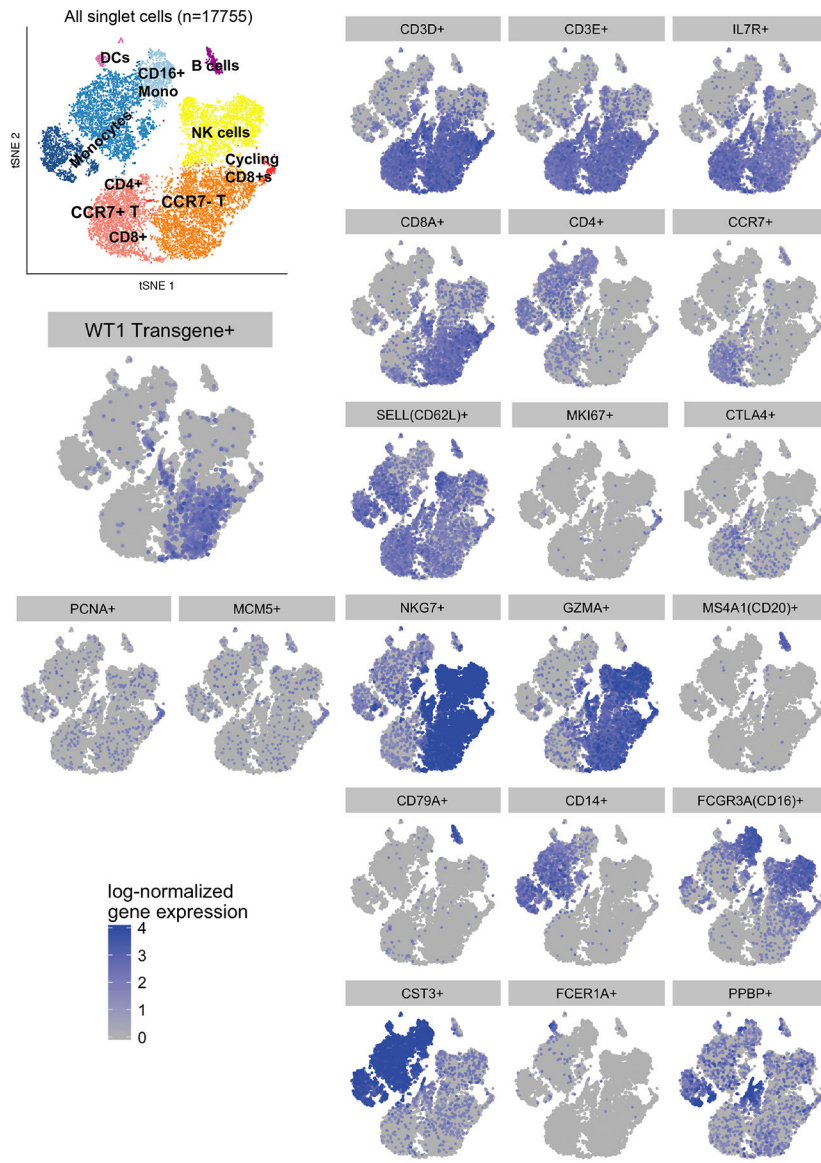 All singlet cells (n=17755)
DCs
CD16+
Mono
B cells
Monocytes
NK cells
Cycling
CD8+s
CD4+
CCR7+ T
CCR7- T
CD8+
tSNE 2
tSNE 1
CD3D+
CD3E+
IL7R+
WT1 Transgene+
CD8A+
CD4+
CCR7+
SELL(CD62L)+
MKI67+
CTLA4+
PCNA+
MCM5+
NKG7+
GZMA+
MS4A1(CD20)+
CD79A+
CD14+
FCGR3A(CD16)+
log-normalized
gene expression
4
3
2
1
0
CST3+
FCER1A+
PPBP+